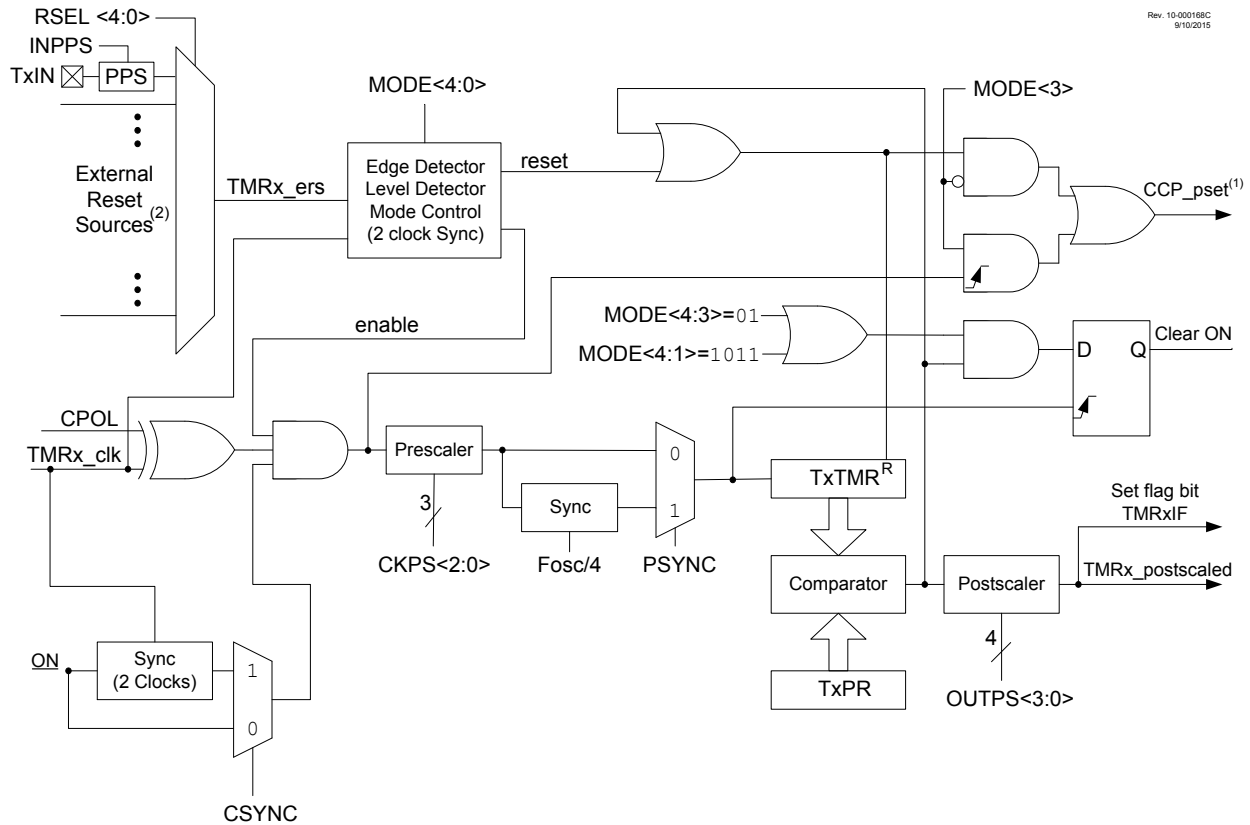 Rev. 10-000168C
9/10/2015
RSEL <4:0>
INPPS
TxIN
PPS
MODE<4:0>
MODE<3>
External
Reset
Sources(2)
TMRx_ers
Edge Detector
Level Detector
Mode Control
(2 clock Sync)
reset
CCP_pset(1)
enable
MODE<4:3>=01
MODE<4:1>=1011
D
Q
Clear ON
CPOL
TMRx_clk
Prescaler
3
CKPS<2:0>
Sync
Fosc/4
0
1
PSYNC
TxTMR
R
Comparator
TxPR
Postscaler
4
OUTPS<3:0>
Set flag bit
TMRxIF
TMRx_postscaled
ON
Sync
(2 Clocks)
1
0
CSYNC